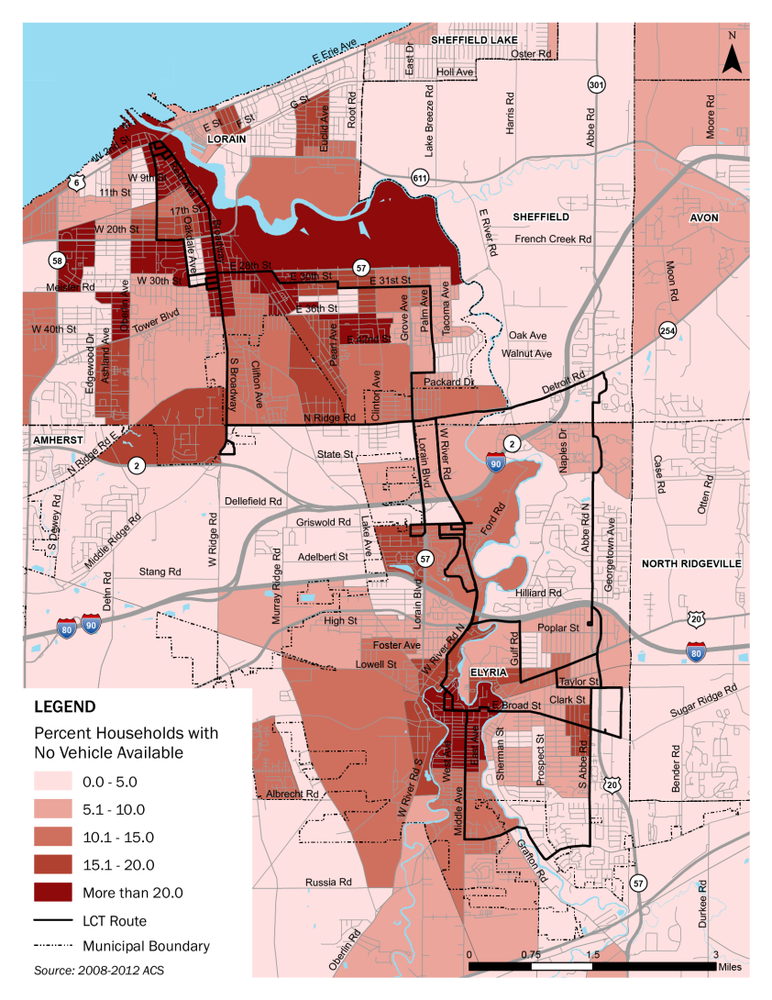 SHEFFIELD LAKE
N
E Erie Ave
East Dr
Oster Rd
Holl Ave
301
G St
Euclid Ave
Root Rd
Lake Breeze Rd
Harris Rd
Abbe Rd
Moore Rd
E St
F St
LORAIN
W 9th St
6
11th St
611
17th St
SHEFFIELD
AVON
W 20th St
Oakdale Ave
Broadway
E River Rd
French Creek Rd
58
E 28th St
57
W 30th St
E 30th St
E 31st St
Meister Rd
Oberlin Ave
Moon Rd
E 36th St
Grove Ave
Palm Ave
Tacoma Ave
W 40th St
Tower Blvd
Pearl Ave
E 42nd St
254
Edgewood Dr
Ashland Ave
Oak Ave
Walnut Ave
S Broadway
Clifton Ave
Clinton Ave
Packard Dr
Detroit Rd
N Ridge Rd
AMHERST
N Ridge Rd E
2
State St
Lorain Blvd
W River Rd
2
90
Naples Dr
Case Rd
Otten Rd
S Dewey Rd
Middle Ridge Rd
Dellefield Rd
Griswold Rd
W Ridge Rd
Lake Ave
Ford Rd
Abbe Rd N
Georgetown Ave
Adelbert St
57
NORTH RIDGEVILLE
Stang Rd
Dehn Rd
Murray Ridge Rd
Lorain Blvd
Hilliard Rd
80
90
High St
Poplar St
20
80
Foster Ave
W River Rd N
Gulf Rd
Lowell St
ELYRIA
Taylor St
E Broad St
Clark St
Sugar Ridge Rd
LEGEND
Percent Households with
No Vehicle Available
0.0 - 5.0
5.1 - 10.0
10.1 - 15.0
15.1 - 20.0
More than 20.0
LCT Route
Municipal Boundary
Source: 2008-2012 ACS
West Ave
East Ave
Sherman St
Prospect St
S Abbe Rd
Bender Rd
W River Rd S
20
Albrecht Rd
Middle Ave
Grafton Rd
Russia Rd
57
Durkee Rd
Oberlin Rd
0 0.75 1.5 3
Miles